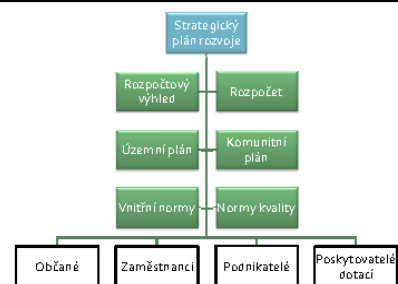 Strategický
plán rozvoje
Rozpočtový
výhled
Rozpočet
Územní plán
Komunitní
plán
Vnitřní normy
Normy kvality
Občané
Zaměstnanci
Podnikatelé
Poskytovatelé
dotací